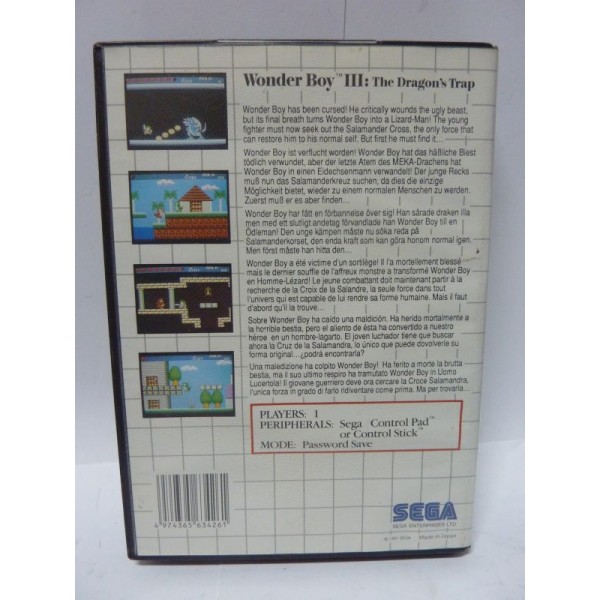 Wonder Boy™ III: The Dragon's Trap
Wonder Boy has been cursed! He critically wounds the ugly beast,
but its final breath turns Wonder Boy into a Lizard-Man! The young
fighter must now seek out the Salamander Cross, the only force that
can restore him to his normal self. But first he must find it...
Wonder Boy ist verflucht worden! Wonder Boy hat das häßliche Biest
tödlich verwundet, aber der letzte Atem des MEKA-Drachens hat
Wonder Boy in einen Eidechsenmann verwandelt! Der junge Recke
muß nun das Salamanderkreuz suchen, da dies die einzige
Möglichkeit bietet, wieder zu einem normalen Menschen zu werden.
Zuerst muß er es aber finden...
Wonder Boy har fått en förbannelse över sig! Han sårade draken illa
men med ett slutligt andetag förvandlade han Wonder Boy till en
Ödleman! Den unge kämpen måste nu söka reda på
Salamanderkorset, den enda kraft som kan göra honom normal igen.
Men först måste han hitta den...
Wonder Boy a été victime d'un sortilège! Il l'a mortellement blessé
mais le dernier souffle de l'affreux monstre a transformé Wonder Boy
en Homme-Lézard! Le jeune combattant doit maintenant partir à la
recherche de la Croix de la Salandre, la seule force dans tout
l'univers qui est capable de lui rendre sa forme humaine. Mais il faut
d'abord qu'il la trouve...
Sobre Wonder Boy ha caído una maldición. Ha herido mortalmente a
la horrible bestia, pero el aliento de ésta ha convertido a nuestro
héroe en un hombre-lagarto. El joven luchador tiene que buscar
ahora la Cruz de la Salamandra, lo único que puede dovolverle su
forma original... ¿podrá encontrarla?
Una maledizione ha colpito Wonder Boy! Ha ferito a morte la brutta
bestia, ma il suo ultimo respiro ha tramutato Wonder Boy in Uomo
Lucertola! Il giovane guerriero deve ora cercare la Croce Salamandra,
l'unica forza in grado di farlo ridiventare come prima. Ma per trovarla...
PLAYERS: 1
PERIPHERALS: Sega Control Pad™
or Control Stick™
MODE: Password Save
4 974365 634261
SEGA
SEGA ENTERPRISES LTD.
Made in Japan